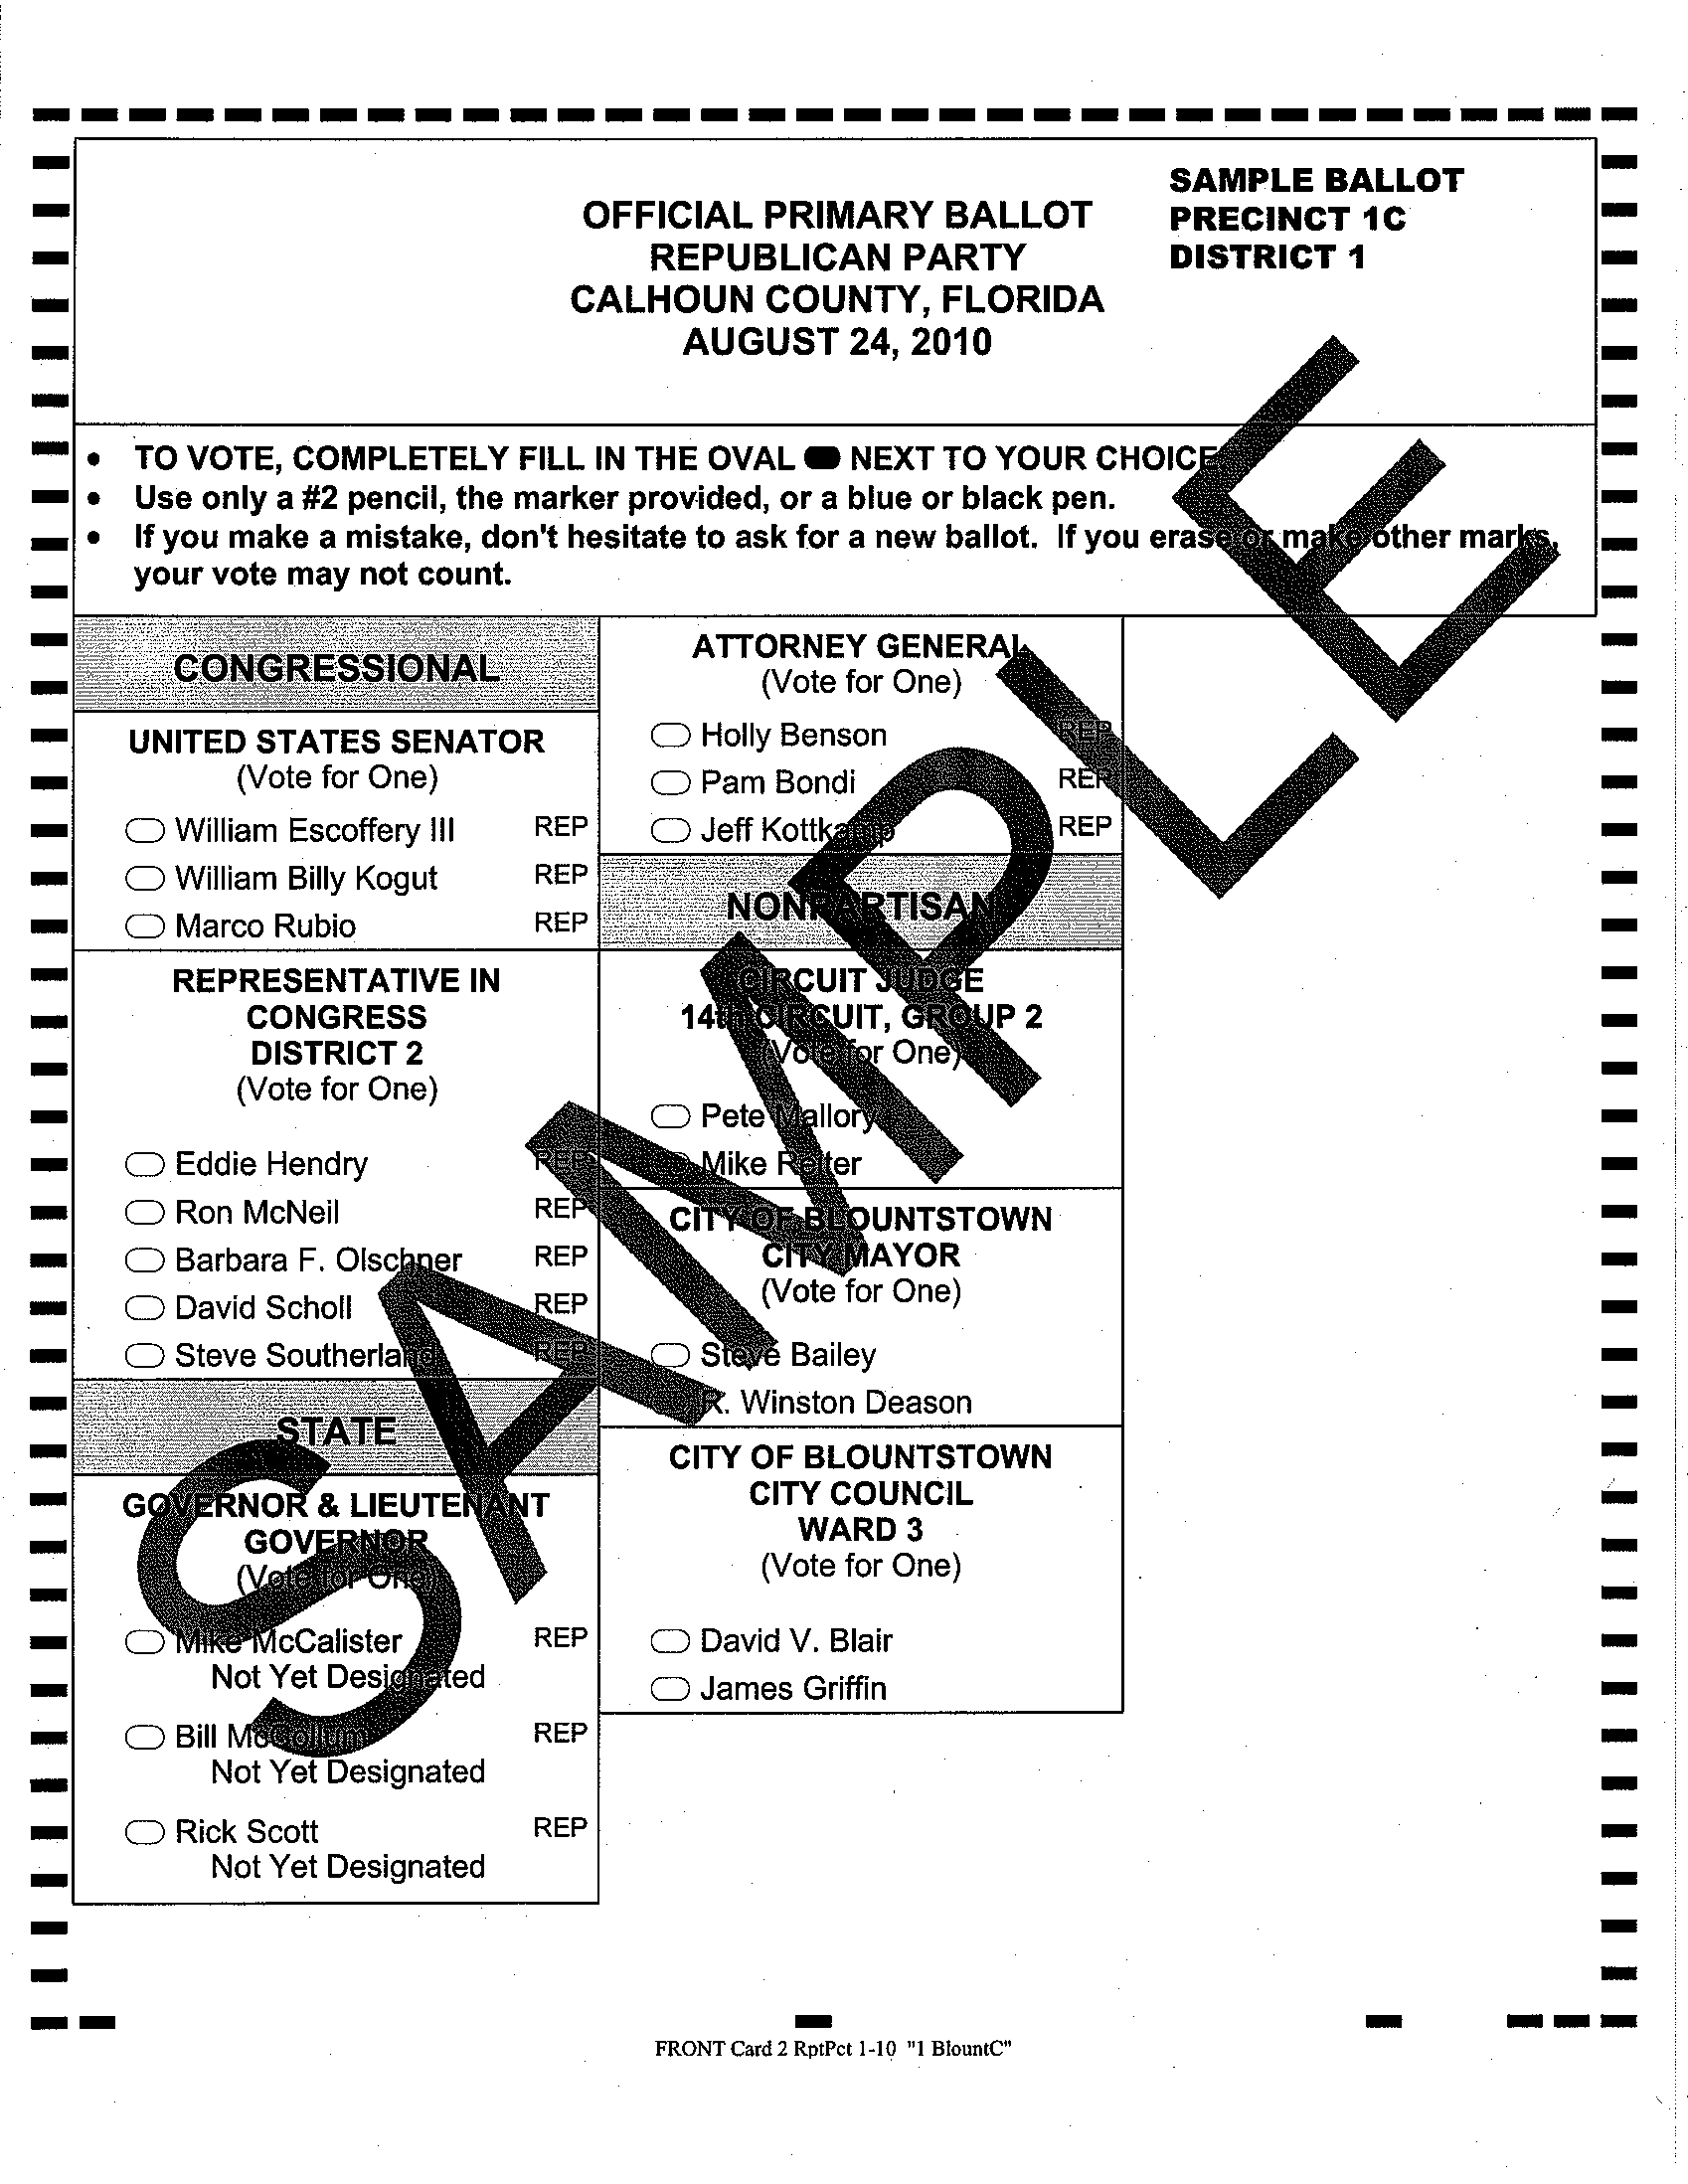 SAMPLE BALLOT
PRECINCT 1C
DISTRICT 1
OFFICIAL PRIMARY BALLOT
REPUBLICAN PARTY
CALHOUN COUNTY, FLORIDA
AUGUST 24, 2010
• TO VOTE, COMPLETELY FILL IN THE OVAL NEXT TO YOUR CHOICE
• Use only a #2 pencil, the marker provided, or a blue or black pen.
• If you make a mistake, don't hesitate to ask for a new ballot. If you erase or make other marks,
your vote may not count.
CONGRESSIONAL
UNITED STATES SENATOR
(Vote for One)
William Escoffery III REP
William Billy Kogut REP
Marco Rubio REP
REPRESENTATIVE IN
CONGRESS
DISTRICT 2
(Vote for One)
Eddie Hendry REP
Ron McNeil REP
Barbara F. Olschner REP
David Scholl REP
Steve Southerland REP
STATE
GOVERNOR & LIEUTENANT
GOVERNOR
(Vote for One)
Mike McCalister REP
Not Yet Designated
Bill McCollum REP
Not Yet Designated
Rick Scott REP
Not Yet Designated
ATTORNEY GENERAL
(Vote for One)
Holly Benson REP
Pam Bondi REP
Jeff Kottkamp REP
NONPARTISAN
CIRCUIT JUDGE
14th CIRCUIT, GROUP 2
(Vote for One)
Pete Mallory
Mike Reiter
CITY OF BLOUNTSTOWN
CITY MAYOR
(Vote for One)
Steve Bailey
R. Winston Deason
CITY OF BLOUNTSTOWN
CITY COUNCIL
WARD 3
(Vote for One)
David V. Blair
James Griffin
SAMPLE
FRONT Card 2 RptPct 1-10 "1 BlountC"